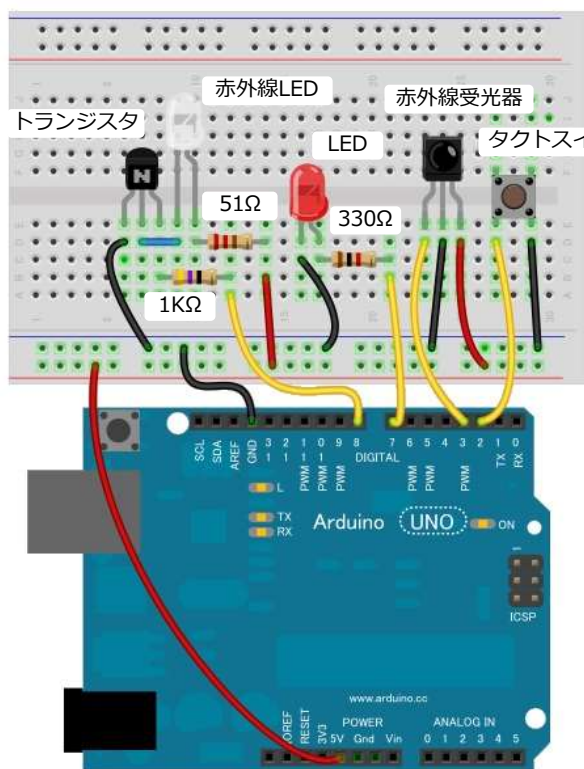 赤外線LED
赤外線受光器
トランジスタ
LED
タクトスイ
51Ω
330Ω
1KΩ
SCL
SDA
AREF
GND
13
12
PWM 11
PWM 10
PWM 9
8
DIGITAL
7
PWM 6
PWM 5
4
PWM 3
2
TX 1
RX 0
L
TX
RX
Arduino UNO
ON
ICSP
www.arduino.cc
POWER
ANALOG IN
RESET
3V3
5V
Gnd
Vin
0 1 2 3 4 5